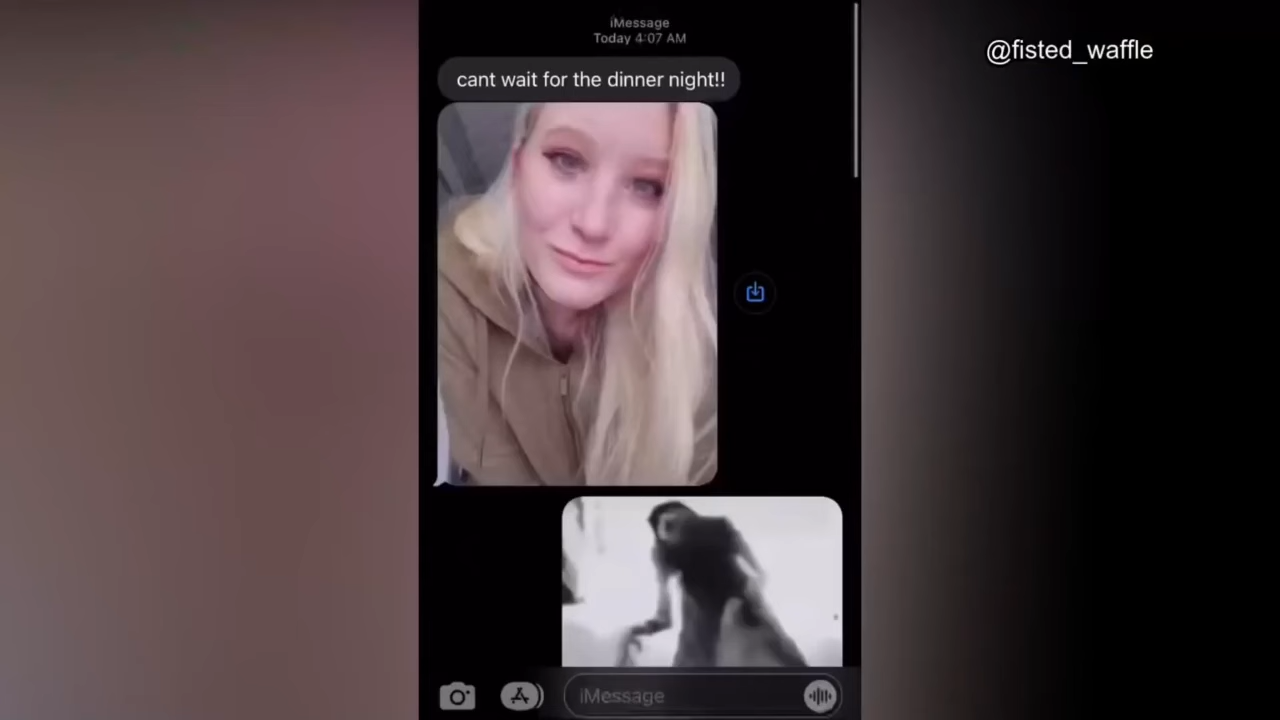 iMessage
Today 4:07 AM
@fisted_waffle
cant wait for the dinner night!!
iMessage